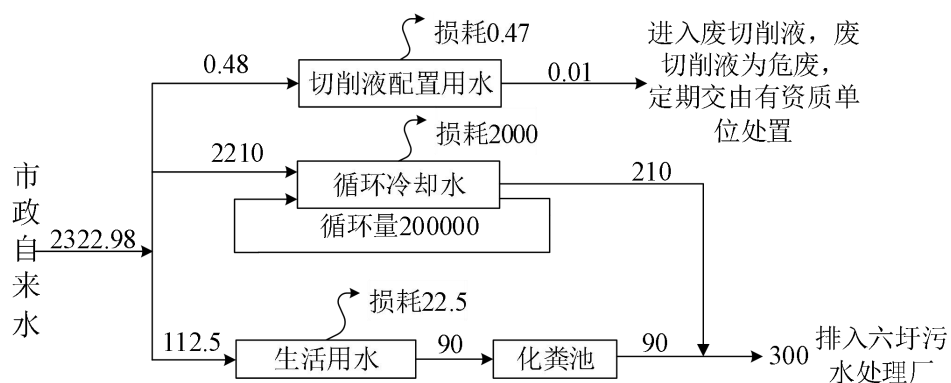 损耗0.47
进入废切削液，废
切削液为危废，
定期交由有资质单
位处置
0.48
切削液配置用水
0.01
损耗2000
2210
循环冷却水
210
循环量200000
市政自来水
2322.98
损耗22.5
112.5
生活用水
90
化粪池
90
300
排入六圩污
水处理厂